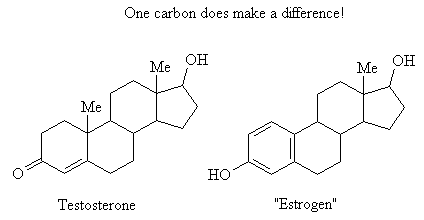 One carbon does make a difference!
OH
Me
Me
O
Testosterone
OH
Me
HO
"Estrogen"